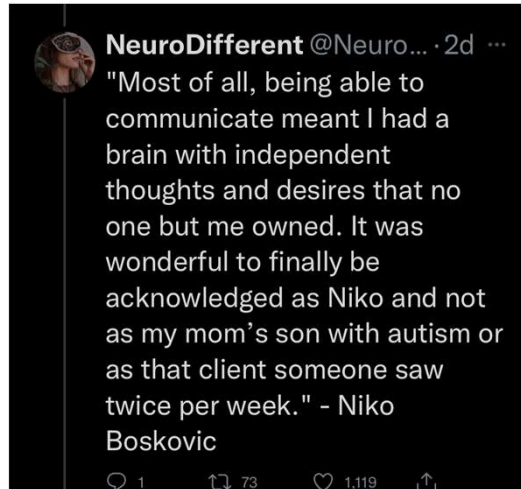 NeuroDifferent @Neuro... · 2d ...
"Most of all, being able to
communicate meant I had a
brain with independent
thoughts and desires that no
one but me owned. It was
wonderful to finally be
acknowledged as Niko and not
as my mom’s son with autism or
as that client someone saw
twice per week." - Niko
Boskovic
1 73 1,119